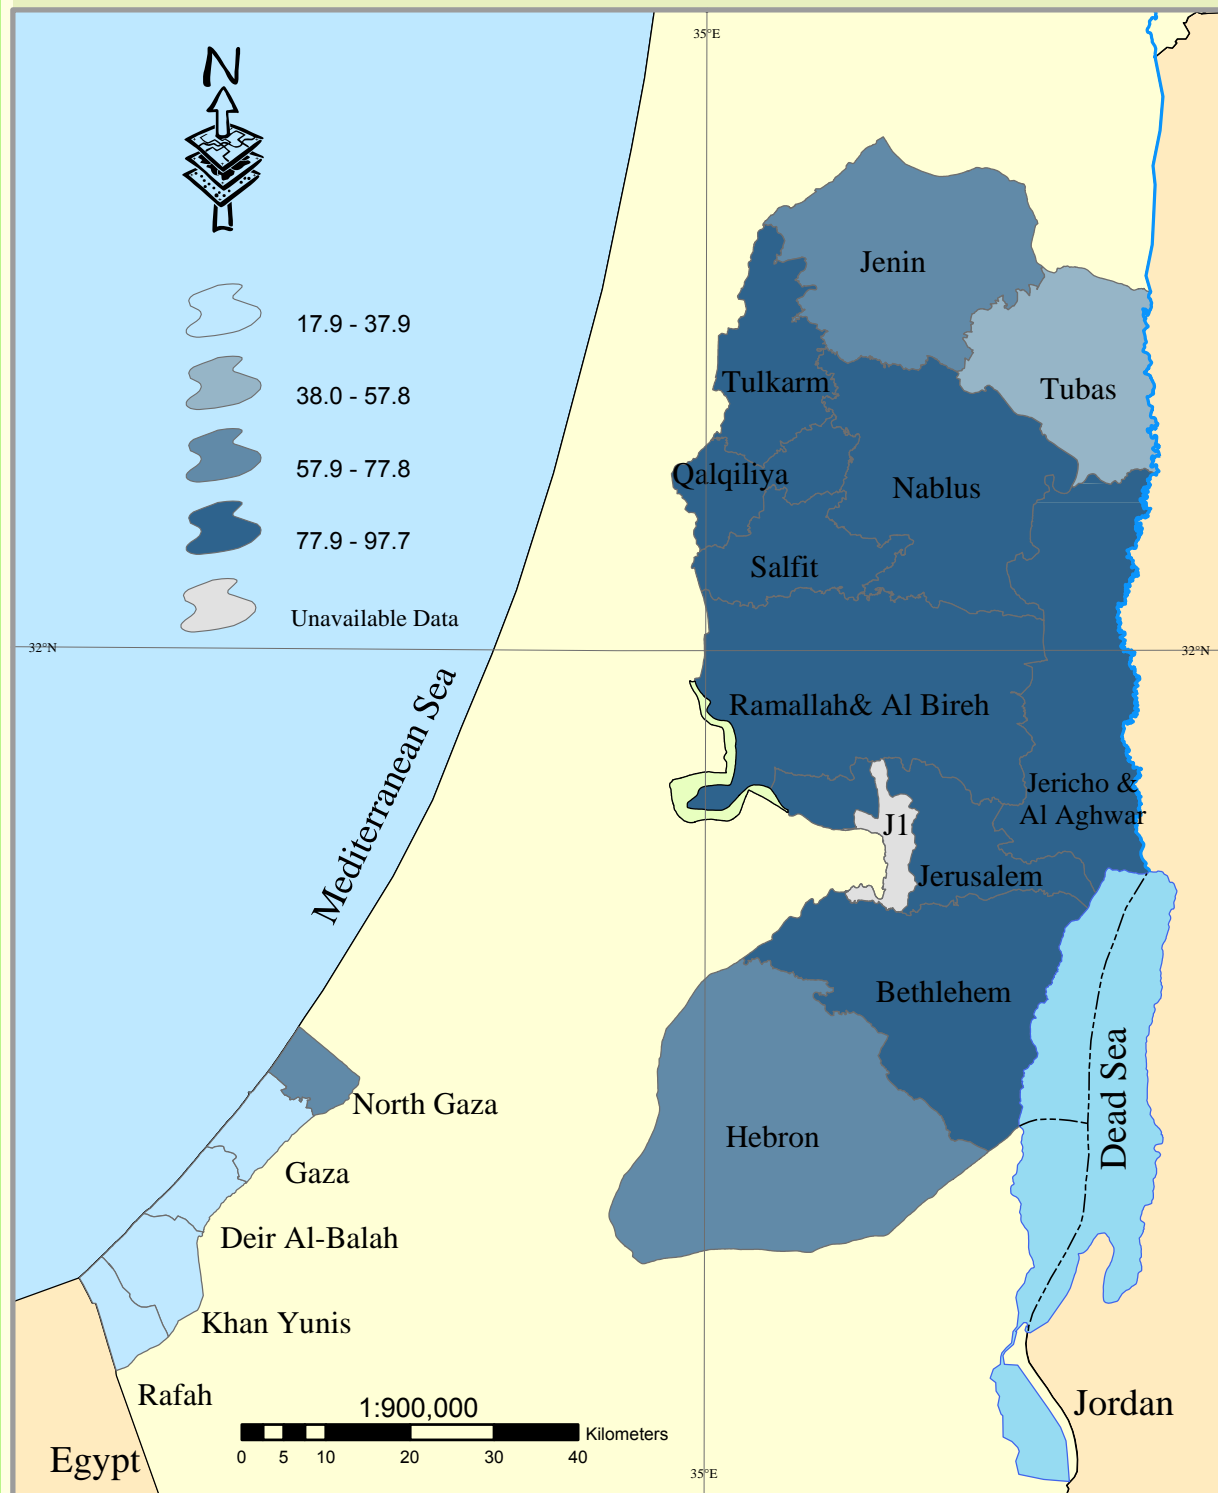 35°E
N
Jenin
17.9 - 37.9
38.0 - 57.8
57.9 - 77.8
77.9 - 97.7
Unavailable Data
Tulkarm
Tubas
Qalqiliya
Nablus
Salfit
32°N
32°N
Mediterranean Sea
Ramallah& Al Bireh
Jericho &
Al Aghwar
J1
Jerusalem
Bethlehem
Dead Sea
North Gaza
Hebron
Gaza
Deir Al-Balah
Khan Yunis
Rafah
Jordan
Egypt
1:900,000
Kilometers
0 5 10 20 30 40
35°E